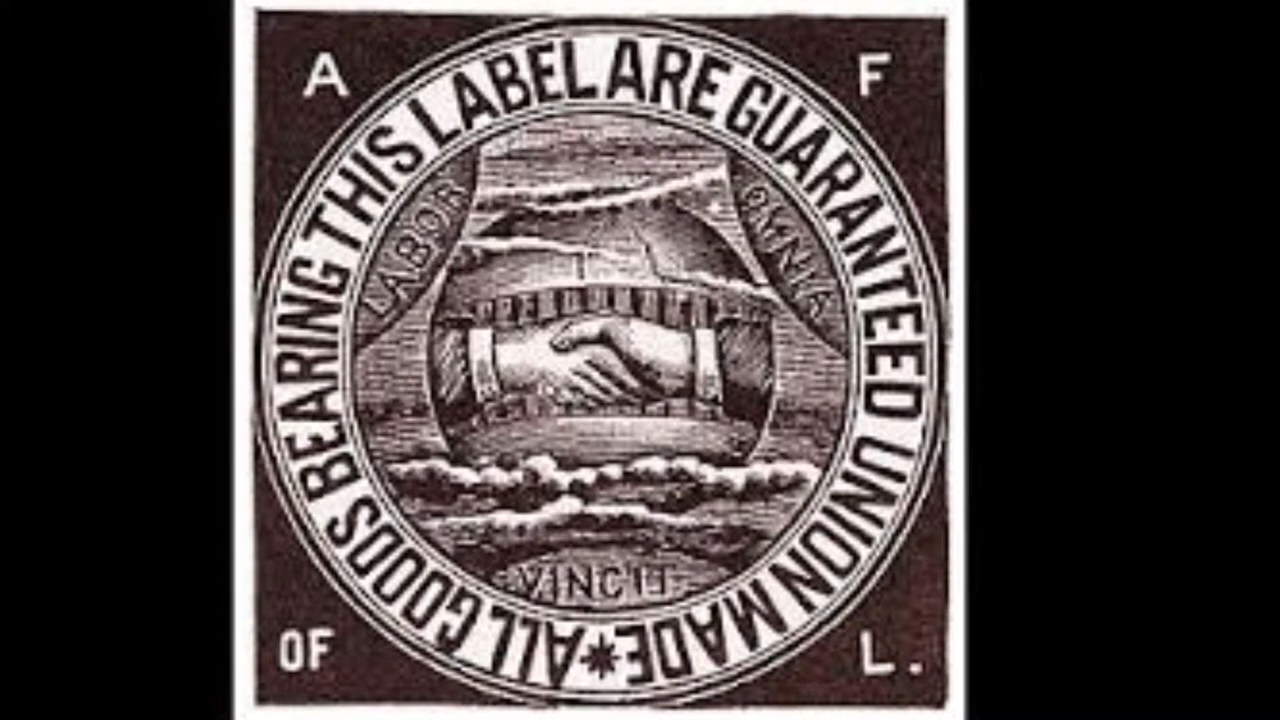 A F
ALL GOODS BEARING THIS LABEL ARE GUARANTEED UNION MADE
LABOR OMNIA
VINCIT
OF L.